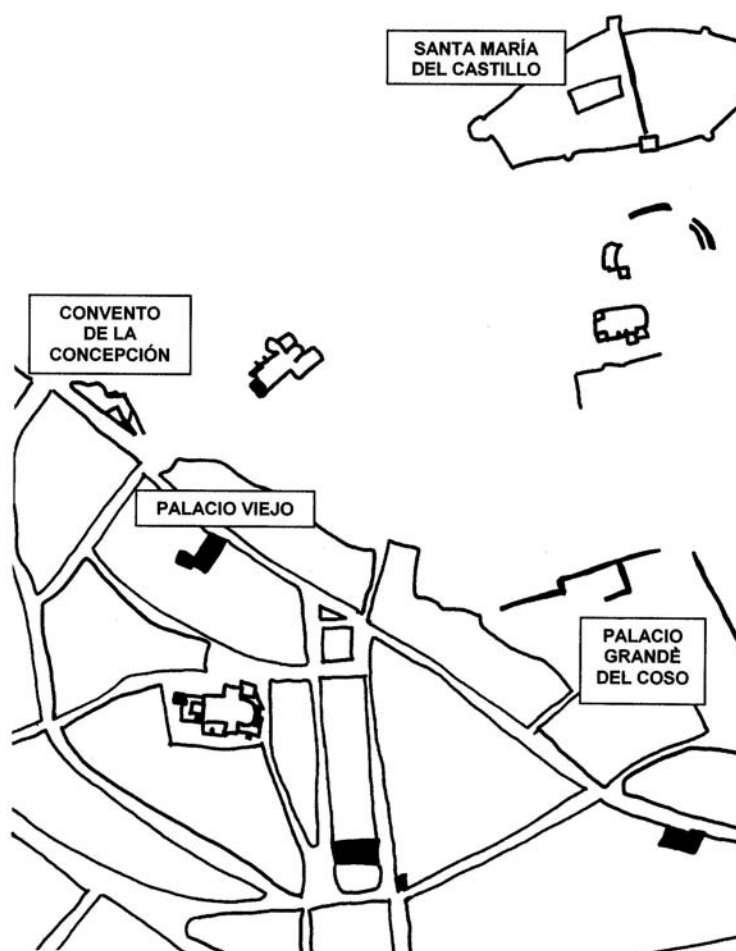 SANTA MARÍA
DEL CASTILLO
CONVENTO
DE LA
CONCEPCIÓN
PALACIO VIEJO
PALACIO
GRANDÈ
DEL COSO